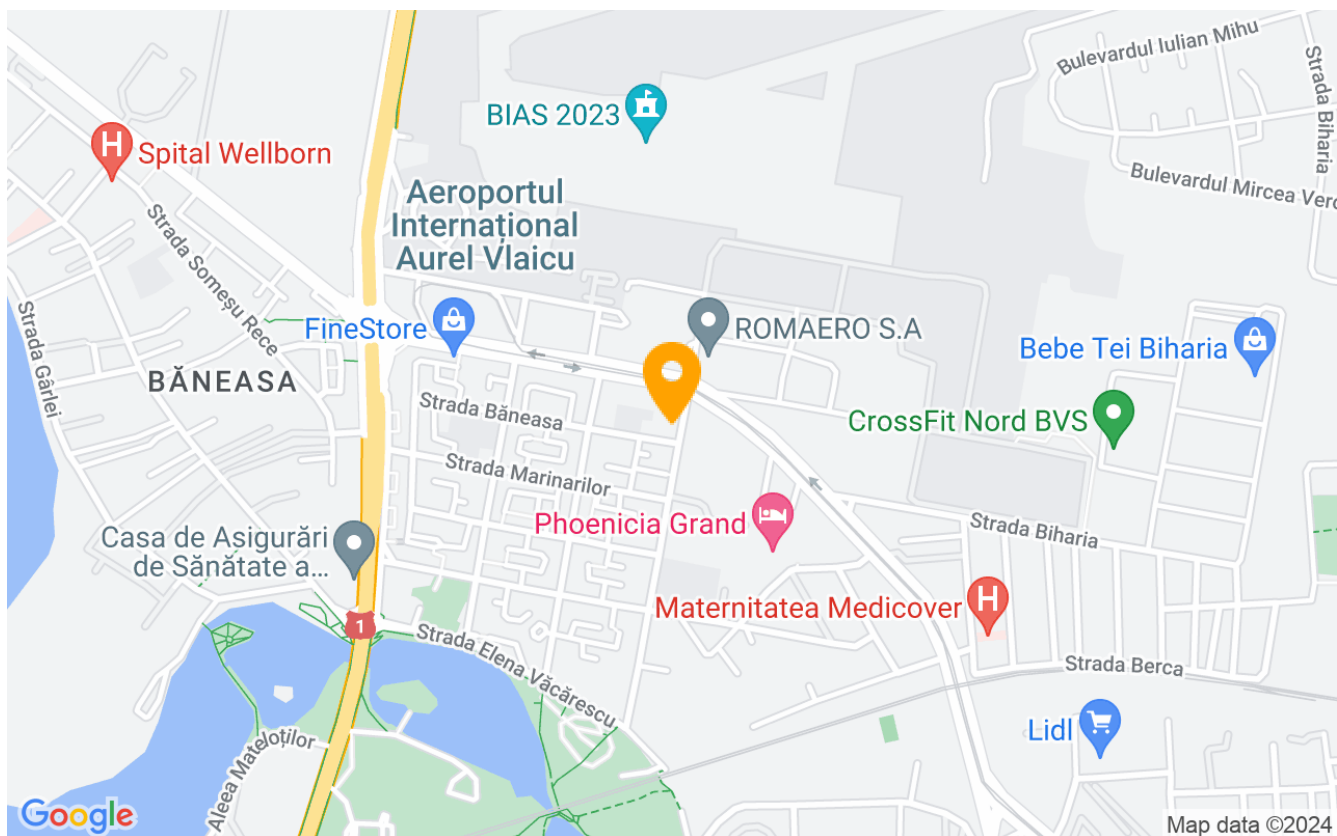 Bulevardul Iulian Mihu
Strada Biharia
BIAS 2023
H
Spital Wellborn
Bulevardul Mircea Verc
Aeroportul
Internațional
Aurel Vlaicu
Strada Someșu Rece
Strada Gârlei
FineStore
ROMAERO S.A
Bebe Tei Biharia
BĂNEASA
Strada Băneasa
CrossFit Nord BVS
Strada Marinarilor
Phoenicia Grand
Strada Biharia
Casa de Asigurări
de Sănătate a...
H
Maternitatea Medicover
1
Strada Elena Văcărescu
Strada Berca
Lidl
Aleea Mateloților
Google
Map data ©2024